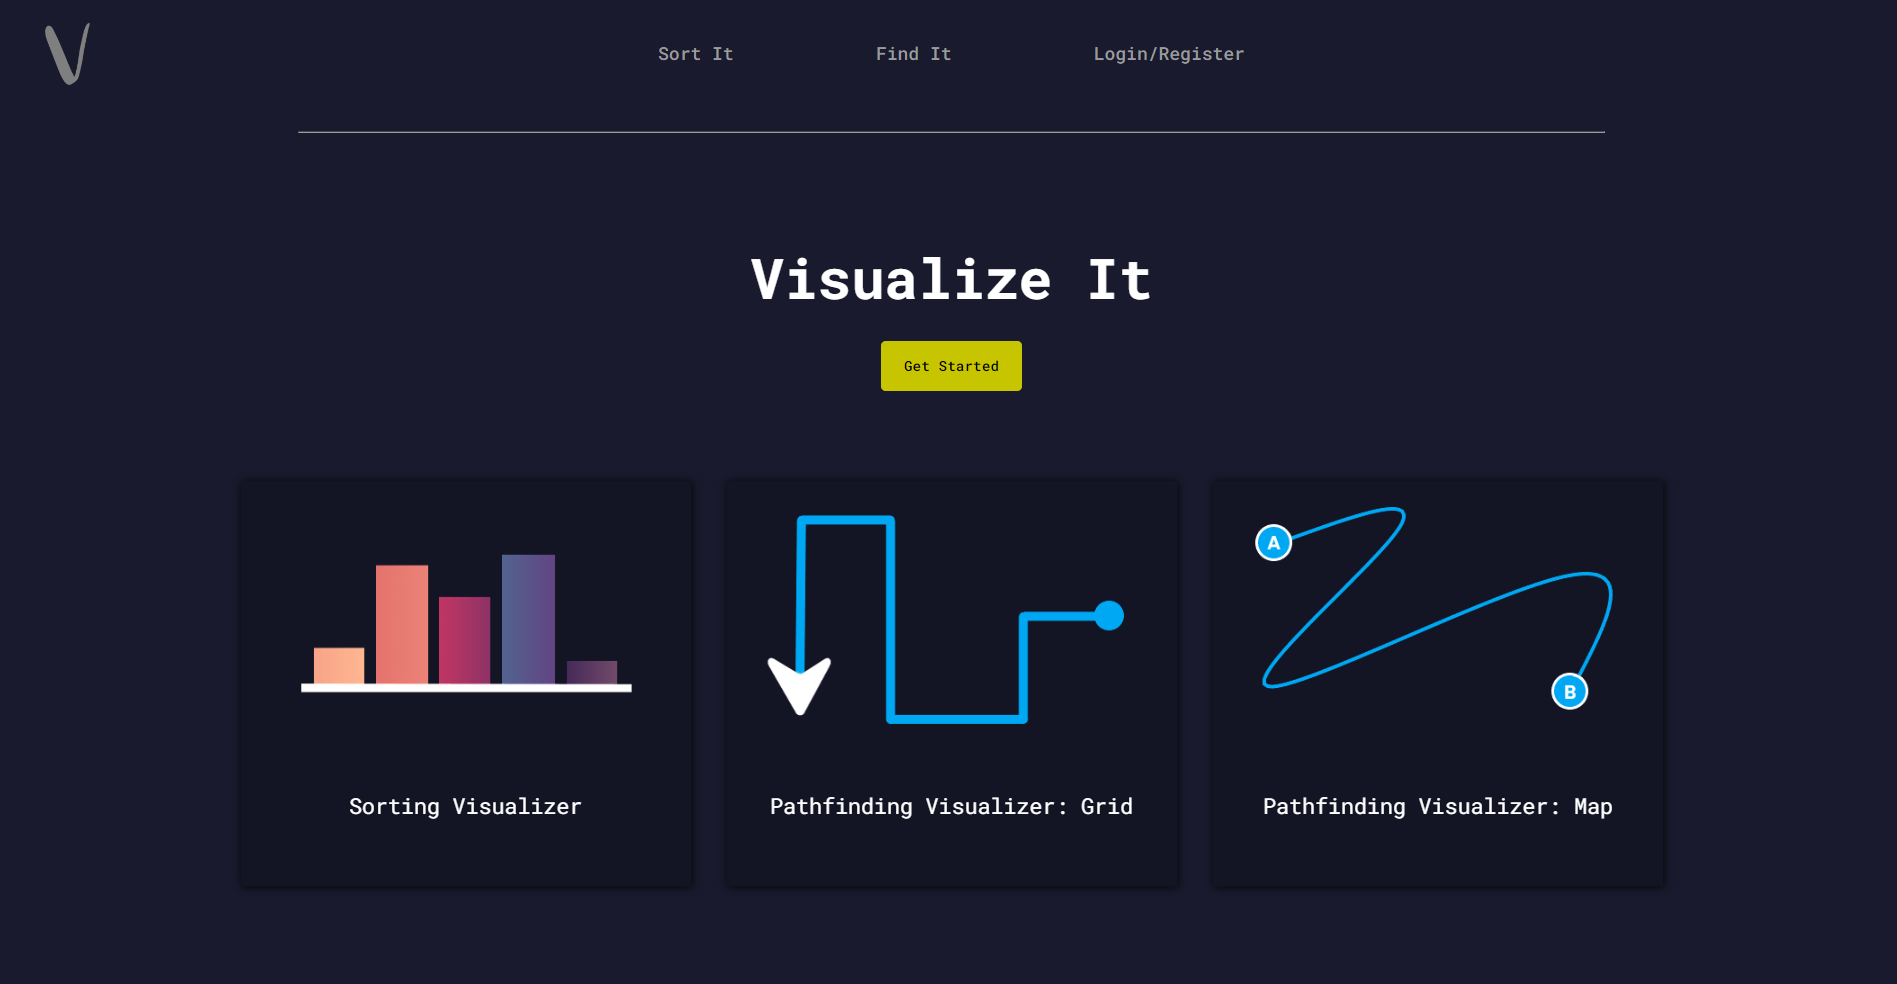 V
Sort It
Find It
Login/Register
Visualize It
Get Started
A
B
Sorting Visualizer
Pathfinding Visualizer: Grid
Pathfinding Visualizer: Map